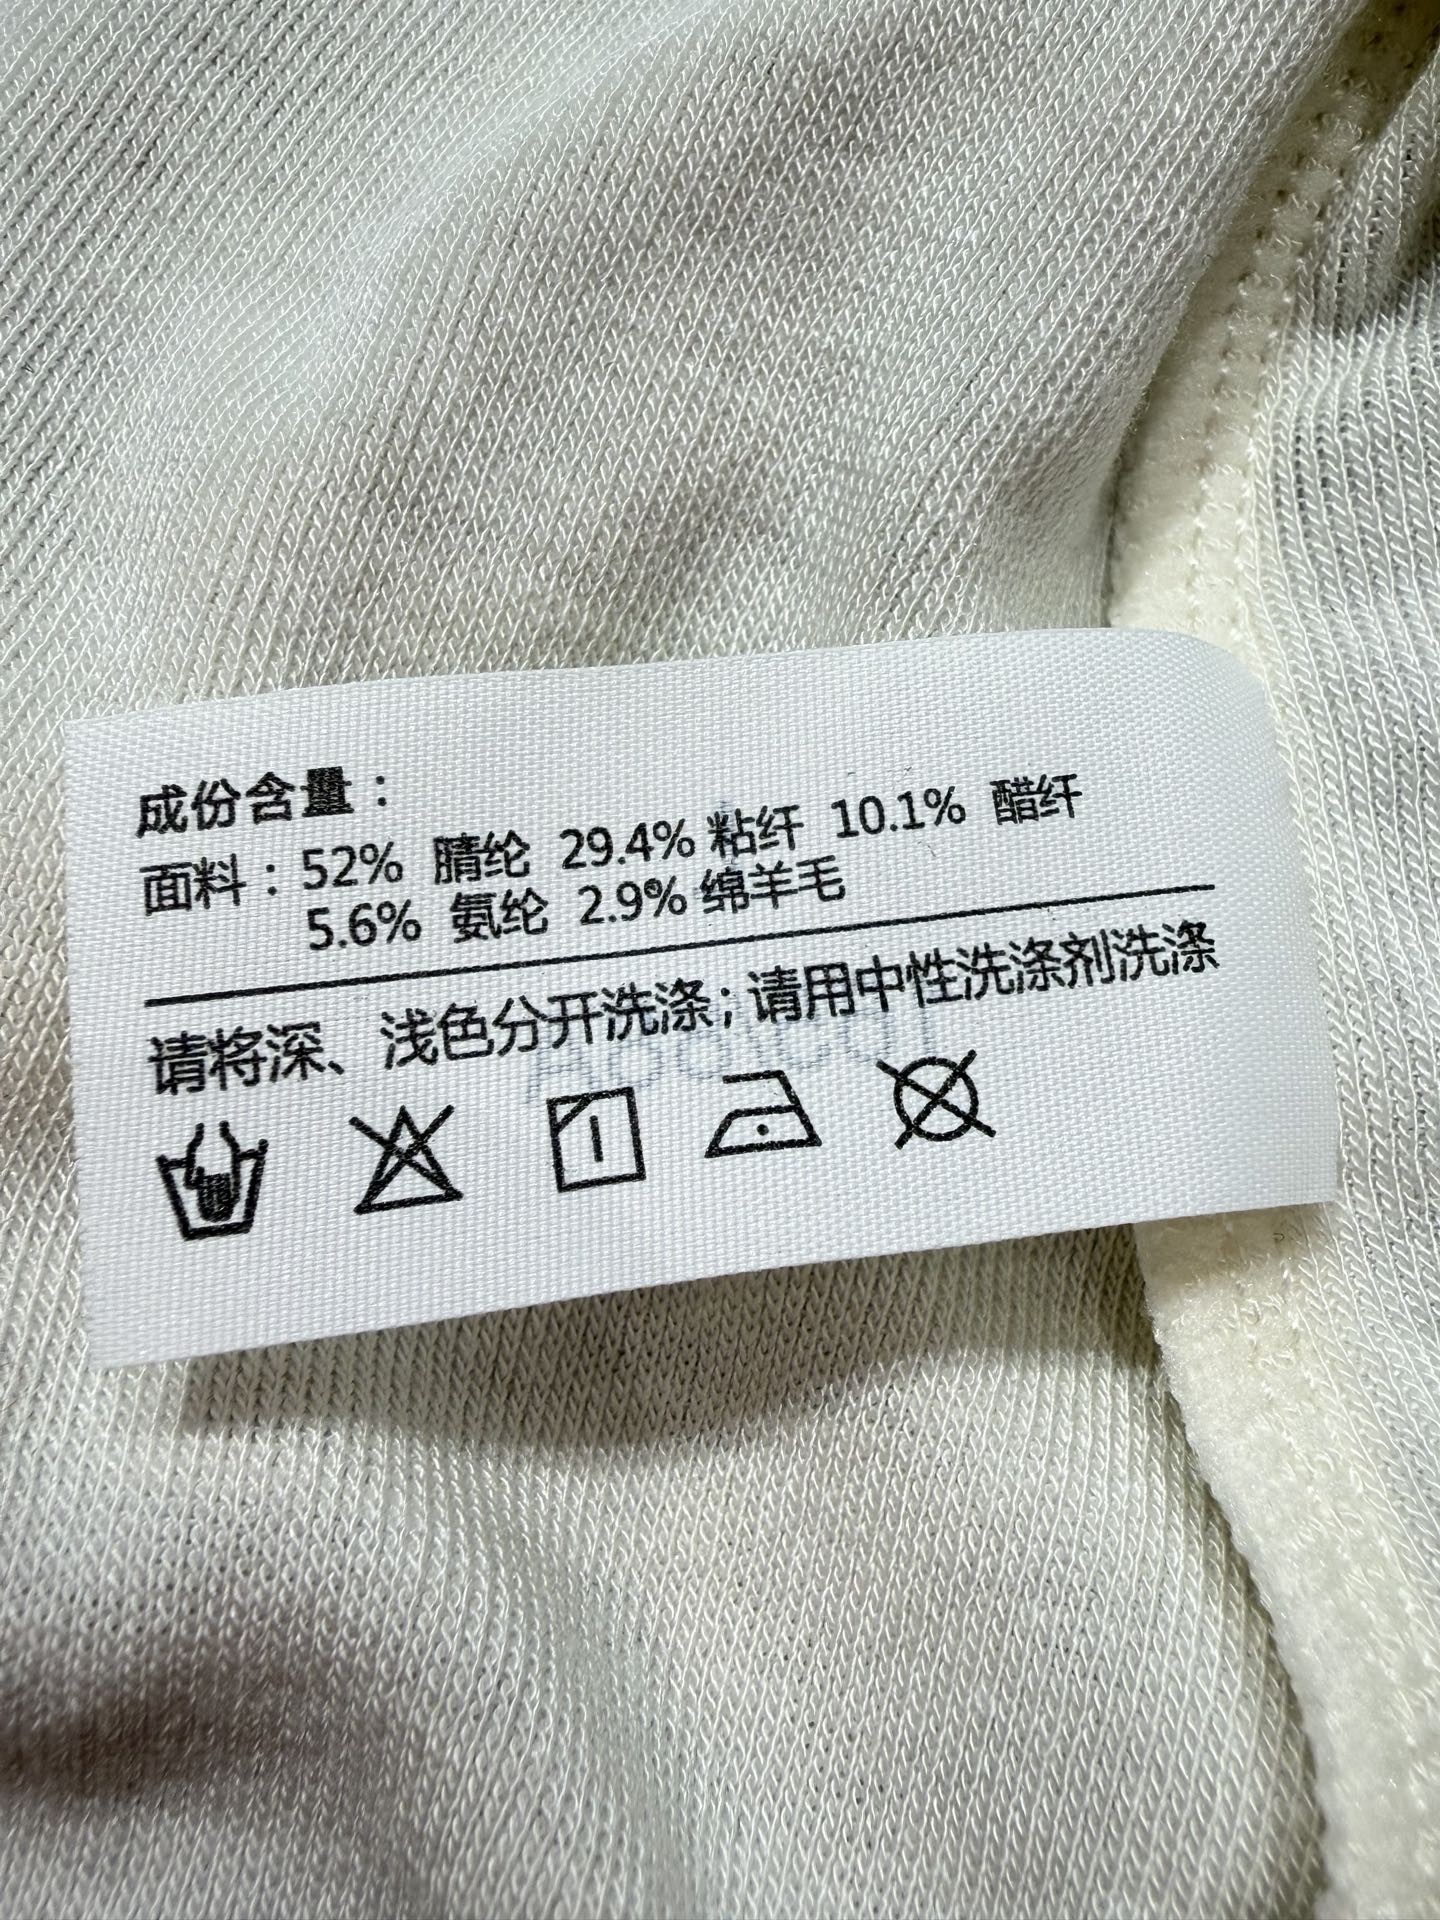 成份含量：
面料：52% 腈纶 29.4% 粘纤 10.1% 醋纤
5.6% 氨纶 2.9% 绵羊毛
请将深、浅色分开洗涤；请用中性洗涤剂洗涤